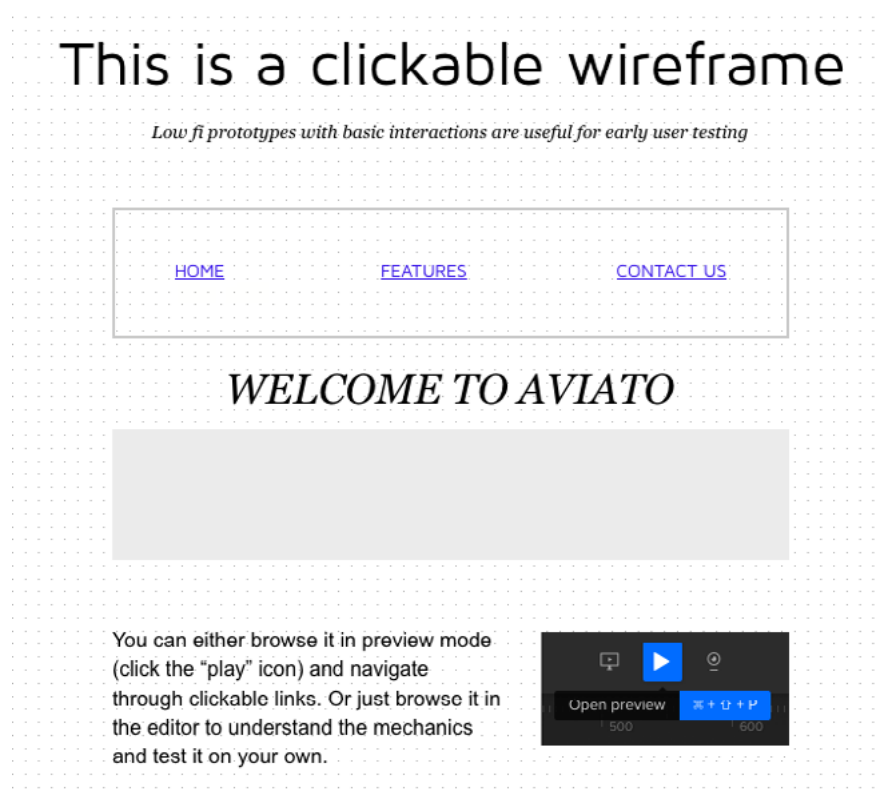 This is a clickable wireframe
Low fi prototypes with basic interactions are useful for early user testing
HOME FEATURES CONTACT US
WELCOME TO AVIATO
You can either browse it in preview mode
(click the “play” icon) and navigate
through clickable links. Or just browse it in
the editor to understand the mechanics
and test it on your own.
Open preview ⌘ + ⇧ + P
500 600